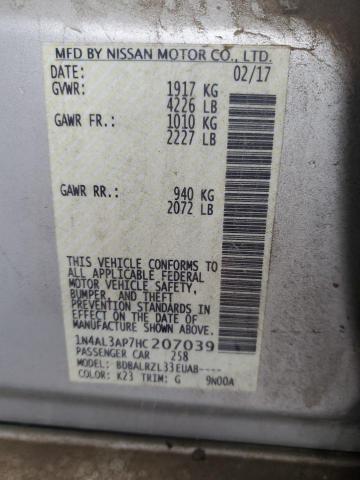 MFD BY NISSAN MOTOR CO., LTD.
DATE: 02/17
GVWR: 1917 KG
4226 LB
GAWR FR.: 1010 KG
2227 LB
GAWR RR.: 940 KG
2072 LB
THIS VEHICLE CONFORMS TO
ALL APPLICABLE FEDERAL
MOTOR VEHICLE SAFETY,
BUMPER, AND THEFT
PREVENTION STANDARDS IN
EFFECT ON THE DATE OF
MANUFACTURE SHOWN ABOVE.
1N4AL3AP7HC207039
PASSENGER CAR 258
MODEL: BDBALRZL33EUAB----
COLOR: K23 TRIM: G 9N00A